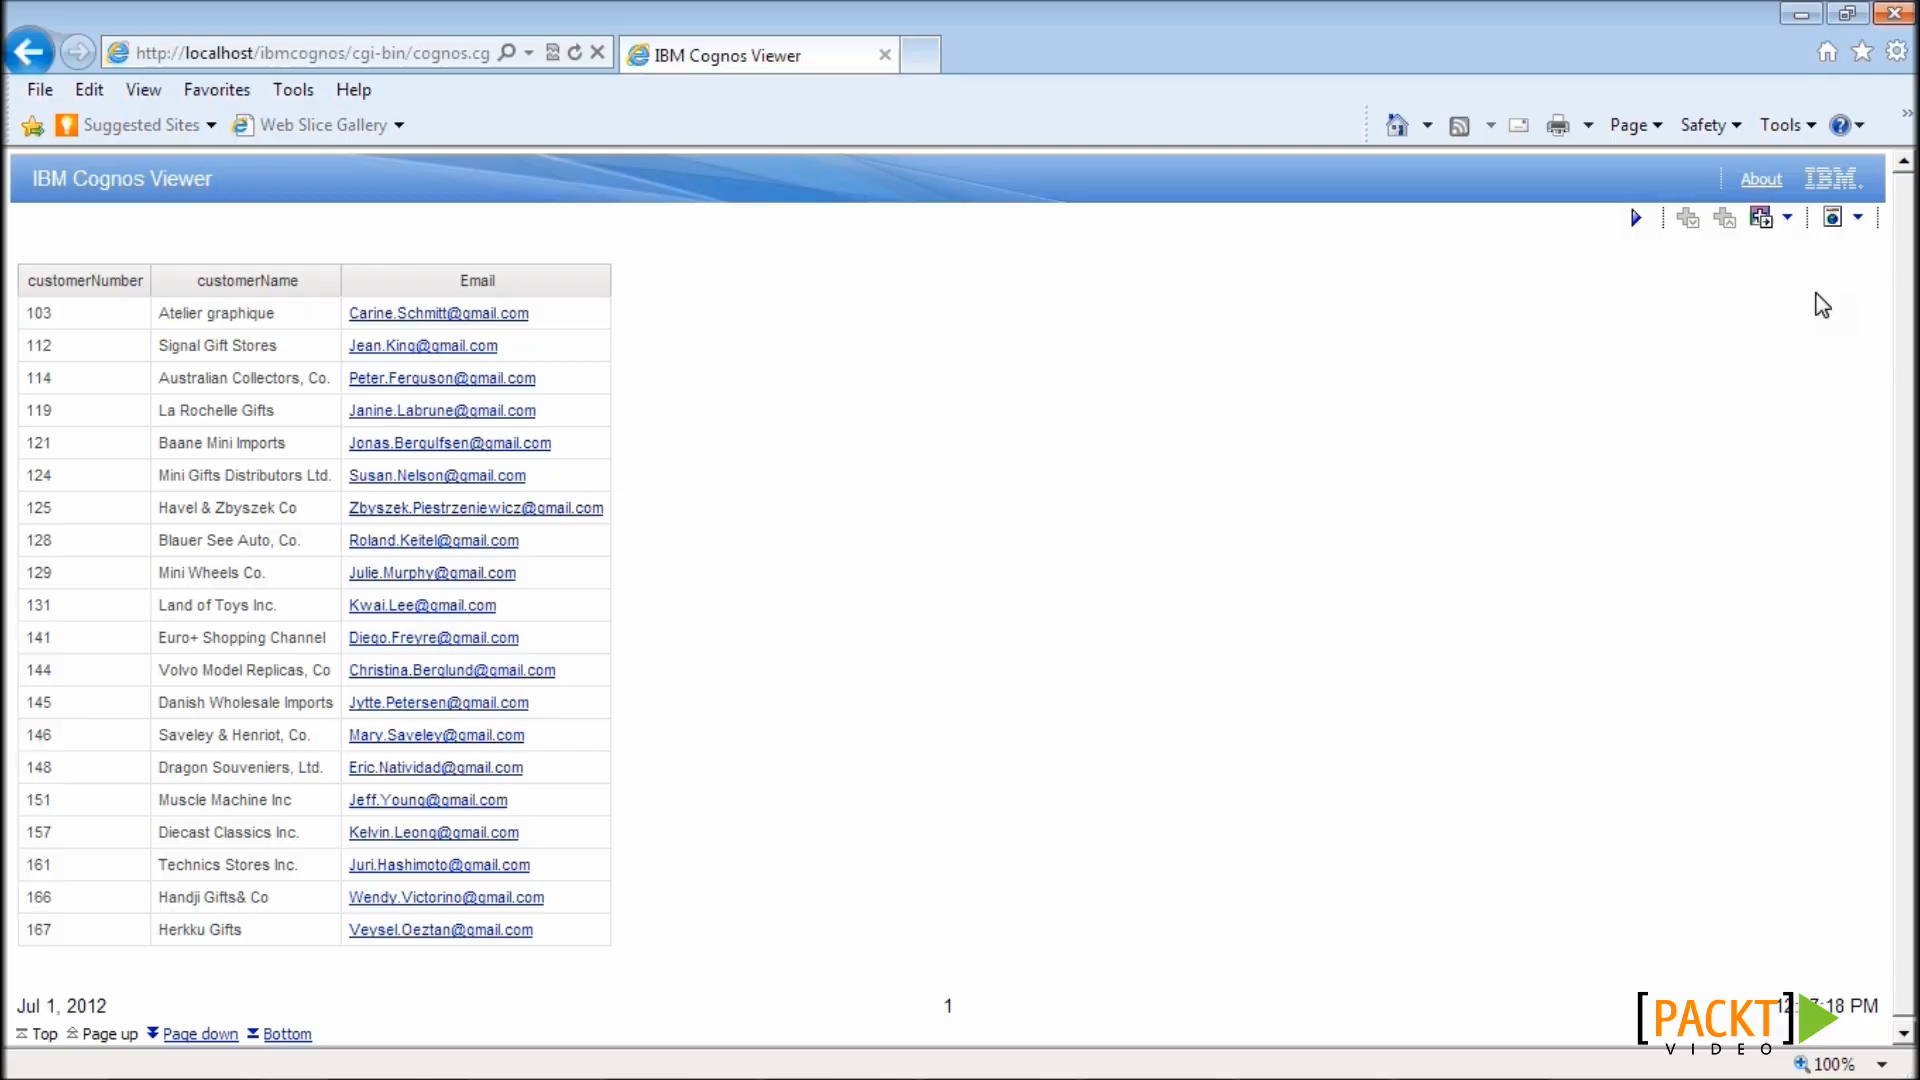 http://localhost/ibmcognos/cgi-bin/cognos.cg
IBM Cognos Viewer
File Edit View Favorites Tools Help
Suggested Sites Web Slice Gallery Page Safety Tools
IBM Cognos Viewer About IBM
customerNumber customerName Email
103 Atelier graphique Carine.Schmitt@gmail.com
112 Signal Gift Stores Jean.King@gmail.com
114 Australian Collectors, Co. Peter.Ferguson@gmail.com
119 La Rochelle Gifts Janine.Labrune@gmail.com
121 Baane Mini Imports Jonas.Bergulfsen@gmail.com
124 Mini Gifts Distributors Ltd. Susan.Nelson@gmail.com
125 Havel & Zbyszek Co Zbyszek.Piestrzeniewicz@gmail.com
128 Blauer See Auto, Co. Roland.Keitel@gmail.com
129 Mini Wheels Co. Julie.Murphy@gmail.com
131 Land of Toys Inc. Kwai.Lee@gmail.com
141 Euro+ Shopping Channel Diego.Freyre@gmail.com
144 Volvo Model Replicas, Co Christina.Berglund@gmail.com
145 Danish Wholesale Imports Jytte.Petersen@gmail.com
146 Saveley & Henriot, Co. Mary.Saveley@gmail.com
148 Dragon Souveniers, Ltd. Eric.Natividad@gmail.com
151 Muscle Machine Inc Jeff.Young@gmail.com
157 Diecast Classics Inc. Kelvin.Leong@gmail.com
161 Technics Stores Inc. Juri.Hashimoto@gmail.com
166 Handji Gifts& Co Wendy.Victorino@gmail.com
167 Herkku Gifts Veysel.Oeztan@gmail.com
Jul 1, 2012 1 :18 PM
Top Page up Page down Bottom
[PACKT]
VIDEO
100%